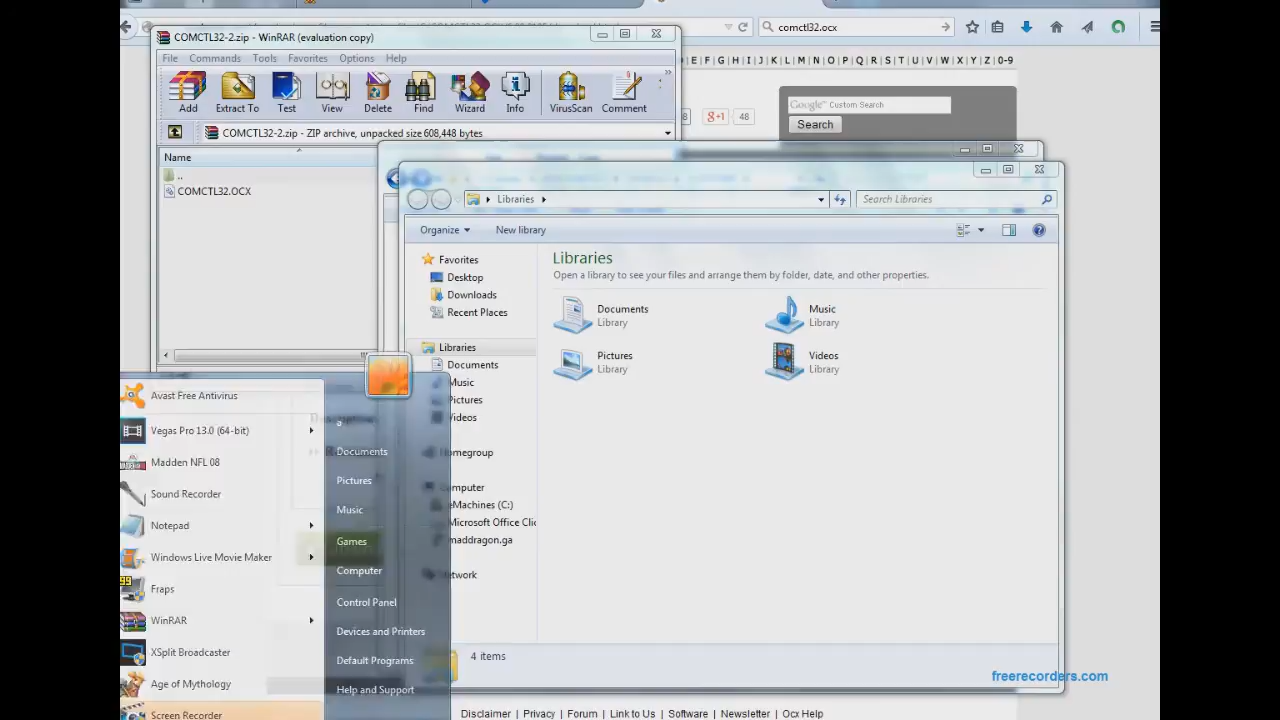 comctl32.ocx
COMCTL32-2.zip - WinRAR (evaluation copy)
File Commands Tools Favorites Options Help
E | F | G | H | I | J | K | L | M | N | O | P | Q | R | S | T | U | V | W | X | Y | Z | 0-9
Add Extract To Test View Delete Find Wizard Info VirusScan Comment
8 g+1 48
Google™ Custom Search
Search
COMCTL32-2.zip - ZIP archive, unpacked size 608,448 bytes
Name
..
COMCTL32.OCX
Libraries
Search Libraries
Organize New library
Favorites
Desktop
Downloads
Recent Places
Libraries
Documents
Music
Pictures
Videos
Homegroup
Computer
eMachines (C:)
Microsoft Office Clic
maddragon.ga
Network
Libraries
Open a library to see your files and arrange them by folder, date, and other properties.
Documents
Library
Music
Library
Pictures
Library
Videos
Library
4 items
Avast Free Antivirus
Vegas Pro 13.0 (64-bit)
Madden NFL 08
Sound Recorder
Notepad
Windows Live Movie Maker
Fraps
WinRAR
XSplit Broadcaster
Age of Mythology
Screen Recorder
a
Documents
Pictures
Music
Games
Computer
Control Panel
Devices and Printers
Default Programs
Help and Support
freerecorders.com
Disclaimer | Privacy | Forum | Link to Us | Software | Newsletter | Ocx Help